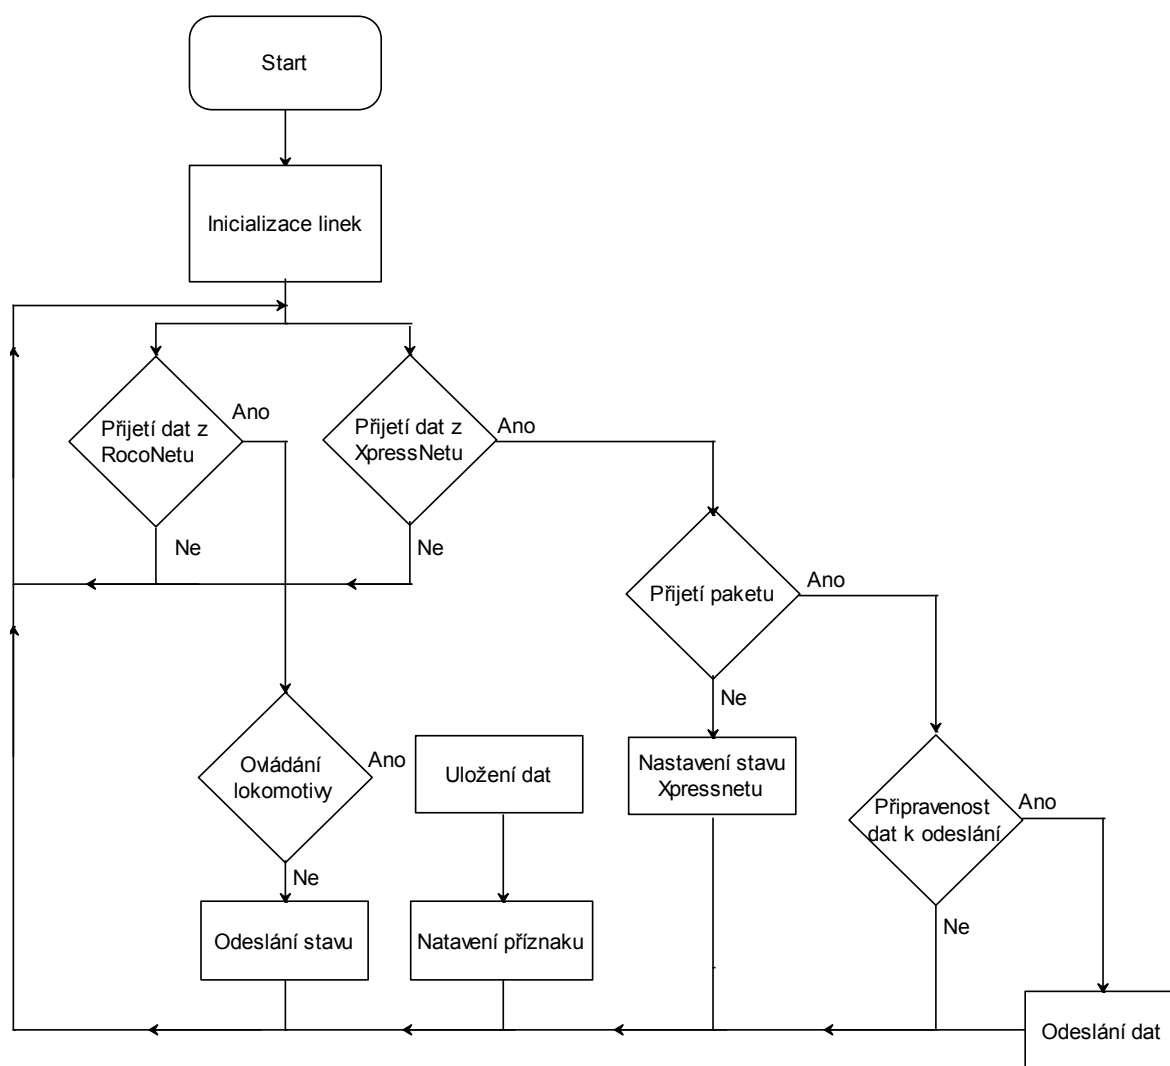 Start
Inicializace linek
Přijetí dat z
RocoNetu
Ano
Přijetí dat z
XpressNetu
Ano
Ne
Ne
Přijetí paketu
Ano
Ne
Ovládání
lokomotivy
Ano
Uložení dat
Nastavení stavu
Xpressnetu
Připravenost
dat k odeslání
Ano
Ne
Ne
Odeslání stavu
Natavení příznaku
Odeslání dat